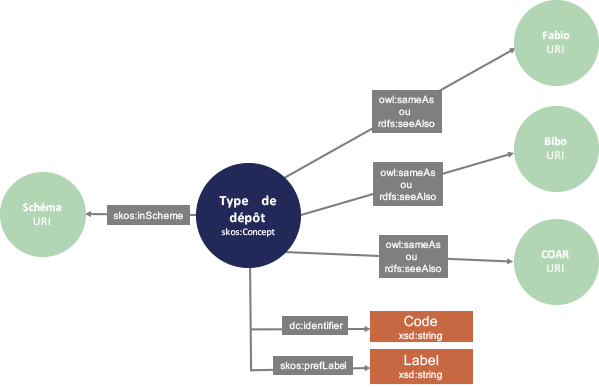 Fabio
URI
owl:sameAs
ou
rdfs:seeAlso
Bibo
URI
owl:sameAs
ou
rdfs:seeAlso
Schéma
URI
skos:inScheme
Type de
dépôt
skos:Concept
owl:sameAs
ou
rdfs:seeAlso
COAR
URI
dc:identifier
Code
xsd:string
skos:prefLabel
Label
xsd:string